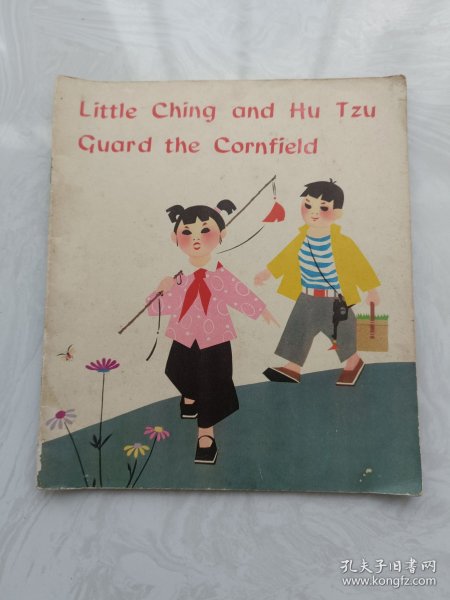 Little Ching and Hu Tzu
Guard the Cornfield
孔夫子旧书网
www.kongfz.com